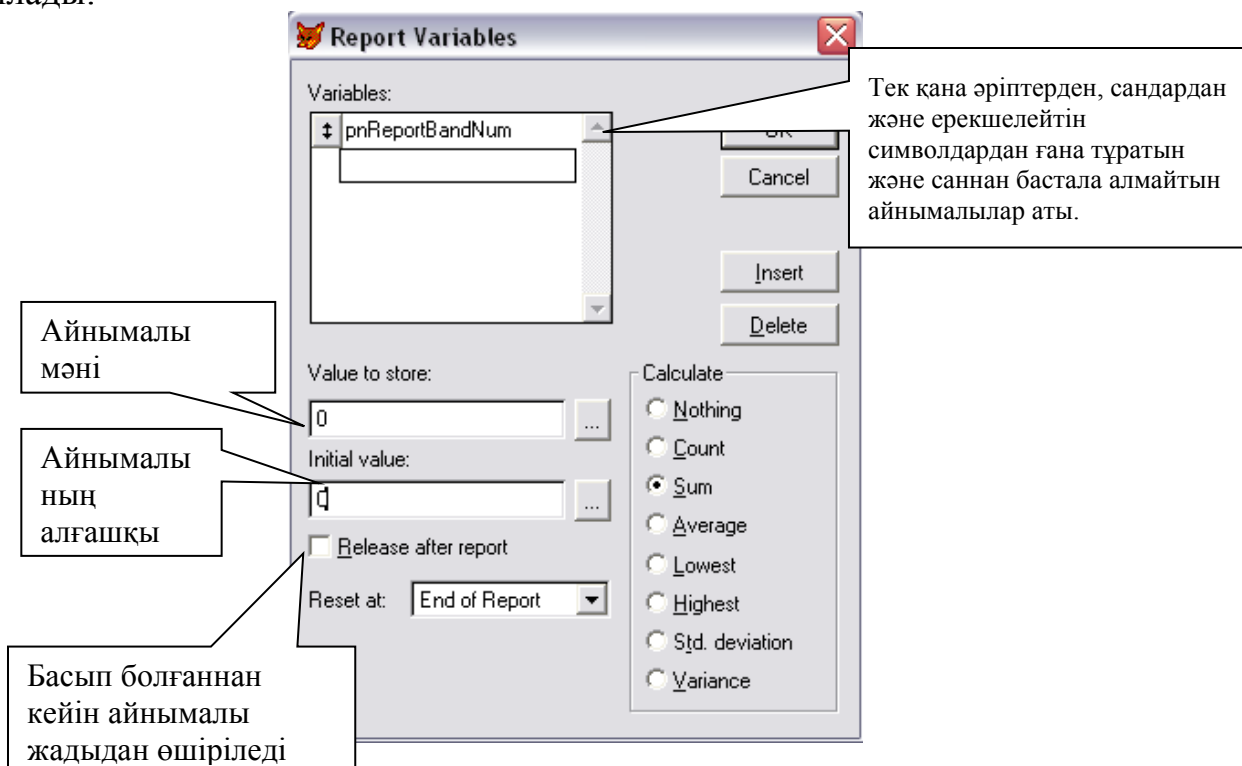 Report Variables
Variables:
pnReportBandNum
Тек қана әріптерден, сандардан
және ерекшелейтін
символдардан ғана тұратын
және саннан бастала алмайтын
айнымалылар аты.
Cancel
Insert
Delete
Айнымалы
мәні
Value to store:
0
...
Айнымалы
ның
алғашқы
Initial value:
...
Release after report
Reset at: End of Report
Calculate
Nothing
Count
Sum
Average
Lowest
Highest
Std. deviation
Variance
Басып болғаннан
кейін айнымалы
жадыдан өшіріледі